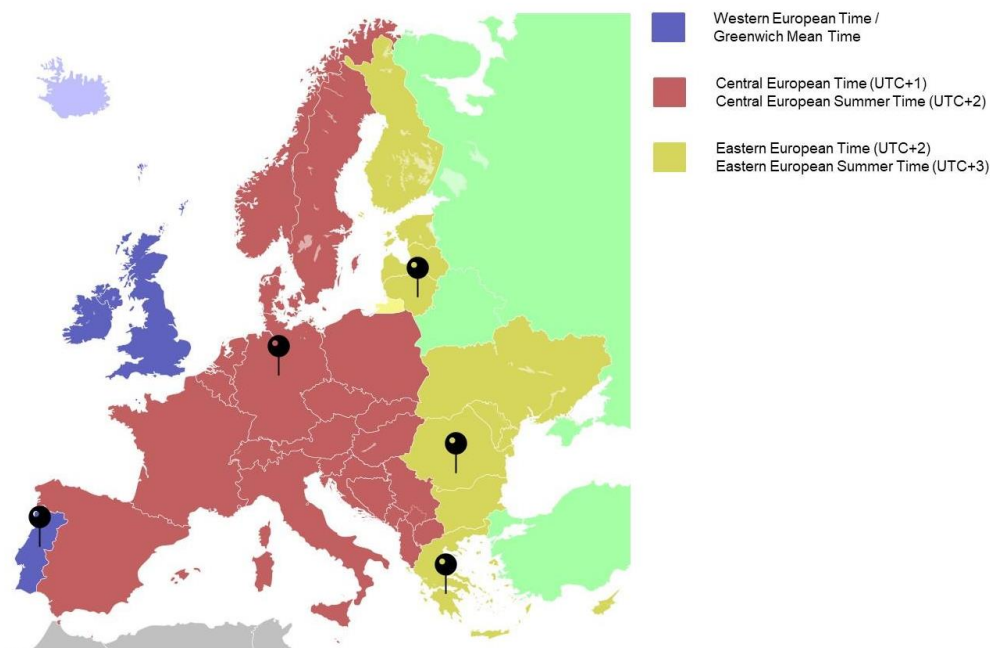 Western European Time /
Greenwich Mean Time
Central European Time (UTC+1)
Central European Summer Time (UTC+2)
Eastern European Time (UTC+2)
Eastern European Summer Time (UTC+3)